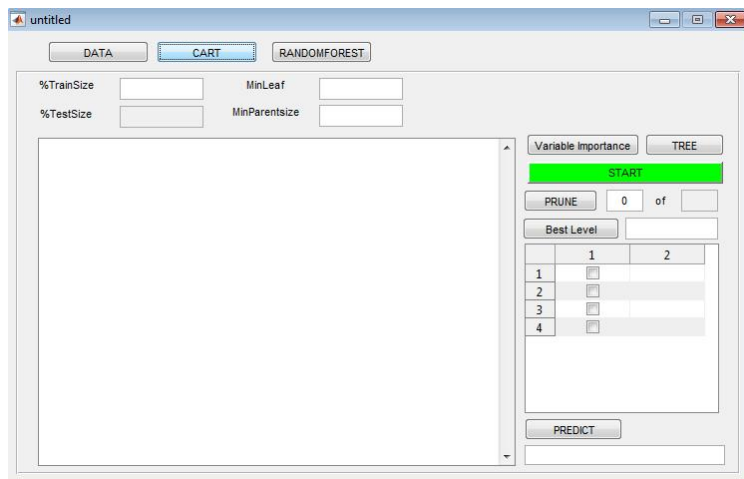 untitled
DATA CART RANDOMFOREST
%TrainSize MinLeaf
%TestSize MinParentsize
Variable Importance TREE
START
PRUNE 0 of
Best Level
1 2
1
2
3
4
PREDICT